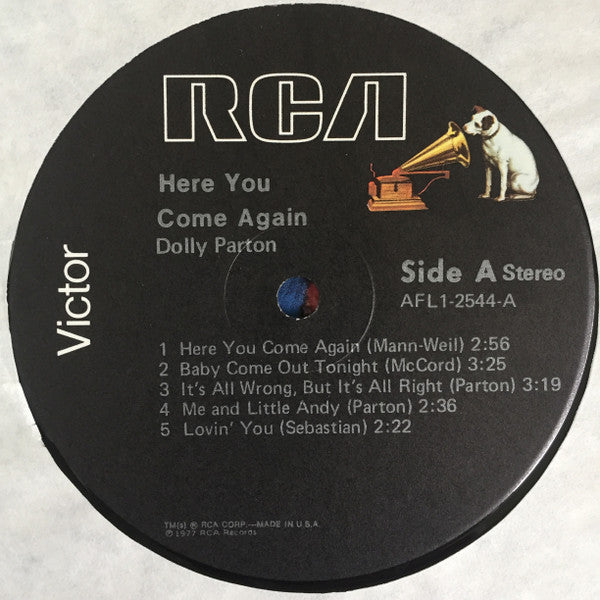 RCA
Here You
Come Again
Dolly Parton
Victor
Side A Stereo
AFL1-2544-A
1 Here You Come Again (Mann-Weil) 2:56
2 Baby Come Out Tonight (McCord) 3:25
3 It's All Wrong, But It's All Right (Parton) 3:19
4 Me and Little Andy (Parton) 2:36
5 Lovin' You (Sebastian) 2:22
TM(s) ® RCA CORP.—MADE IN U.S.A.
℗ 1977 RCA Records